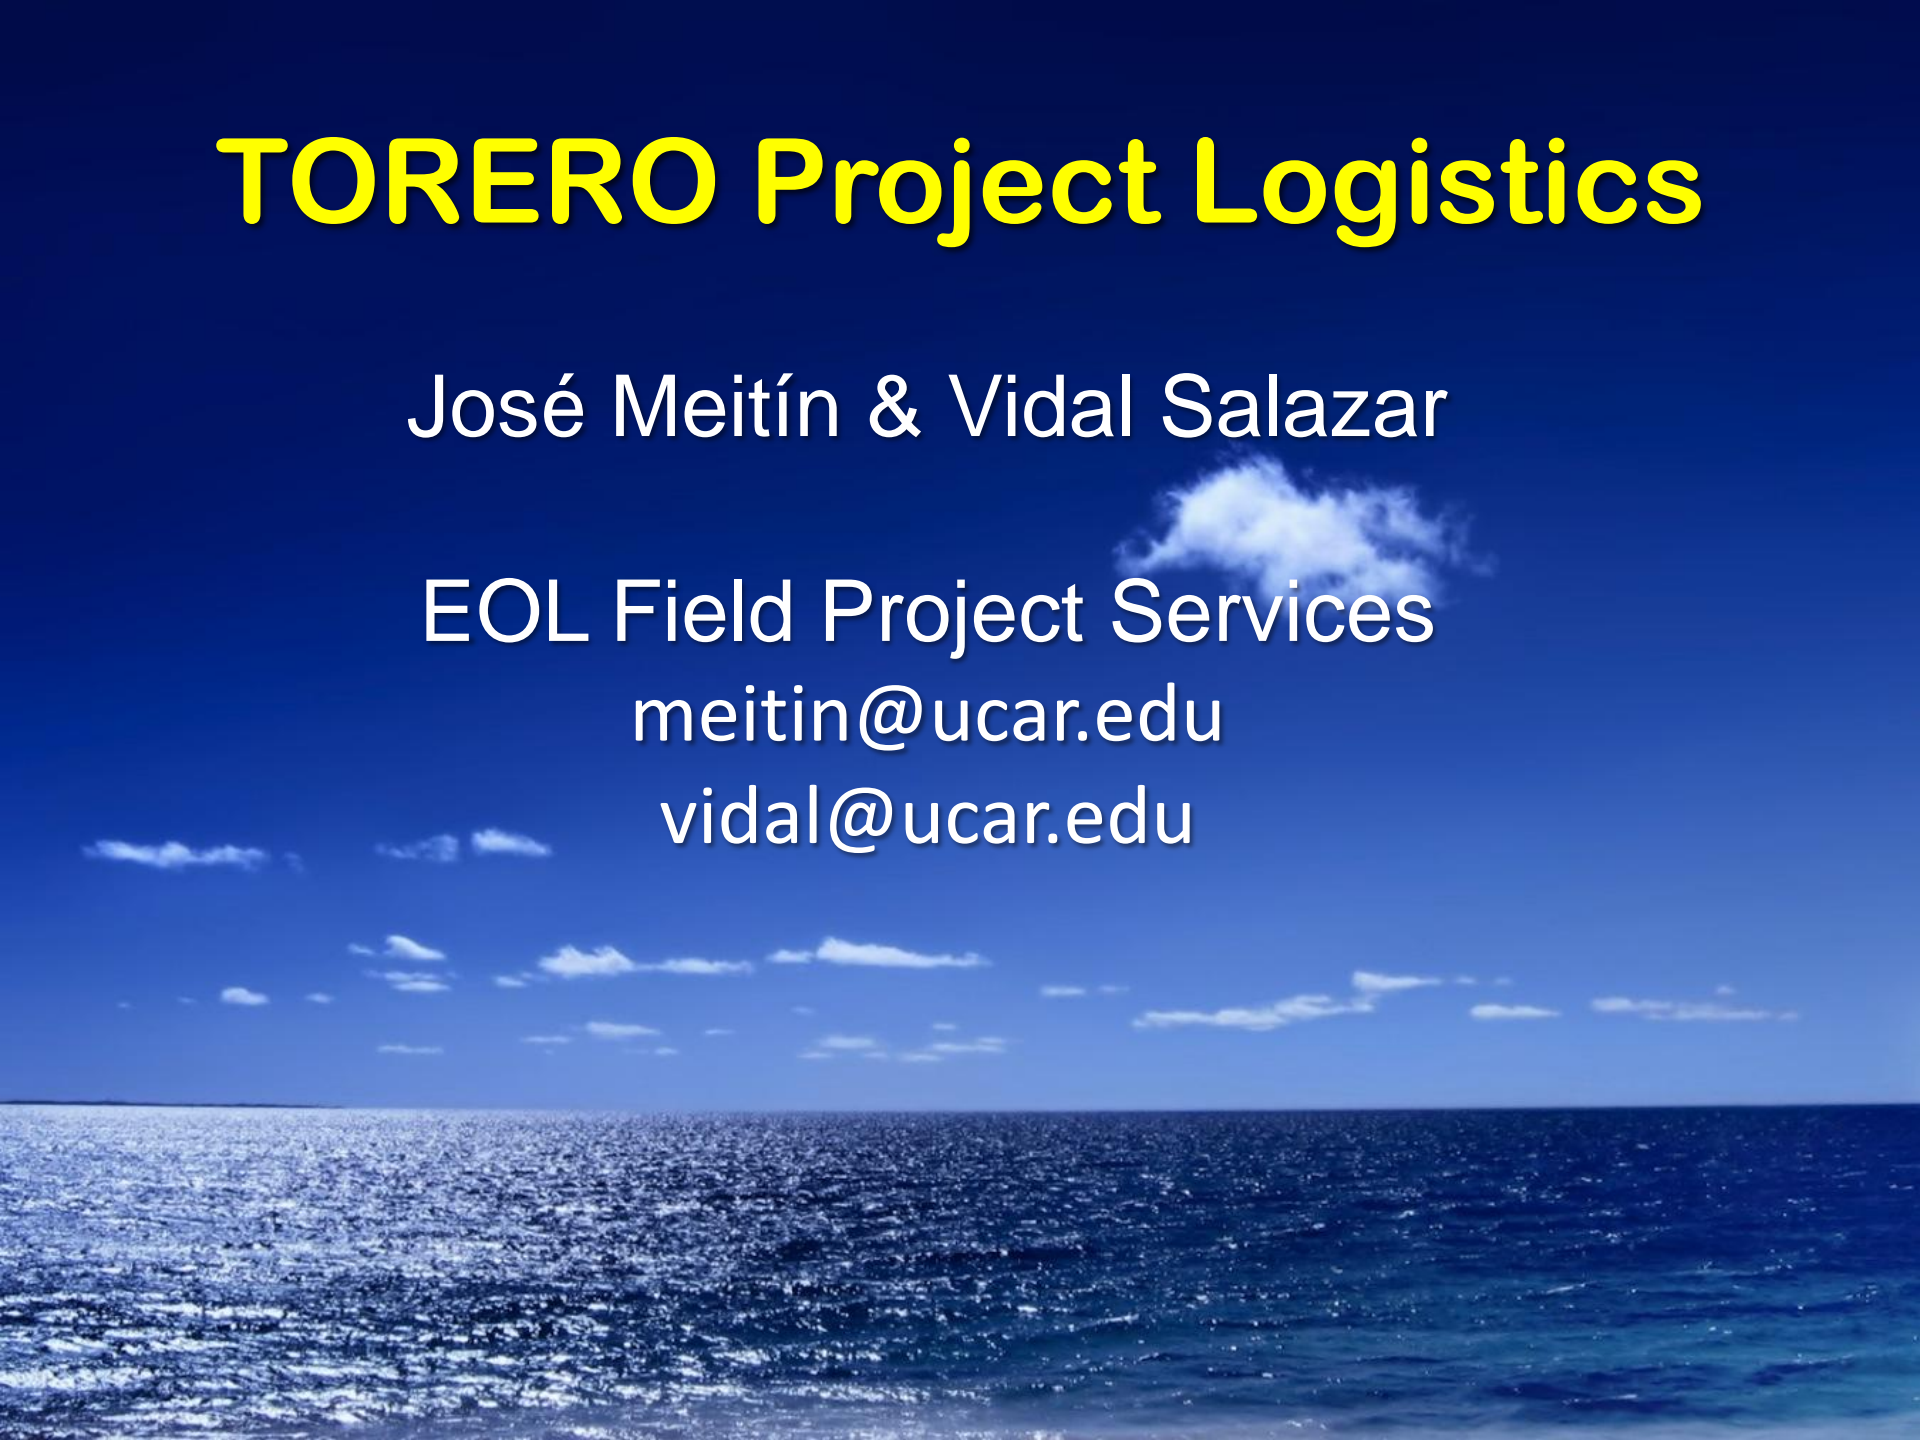 TORERO Project Logistics
José Meitín & Vidal Salazar
EOL Field Project Services
meitin@ucar.edu
vidal@ucar.edu